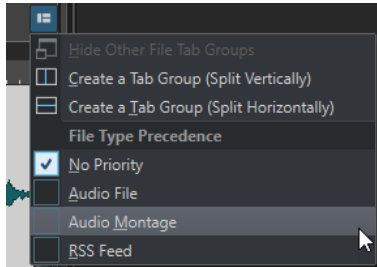 Hide Other File Tab Groups
Create a Tab Group (Split Vertically)
Create a Tab Group (Split Horizontally)
File Type Precedence
No Priority
Audio File
Audio Montage
RSS Feed